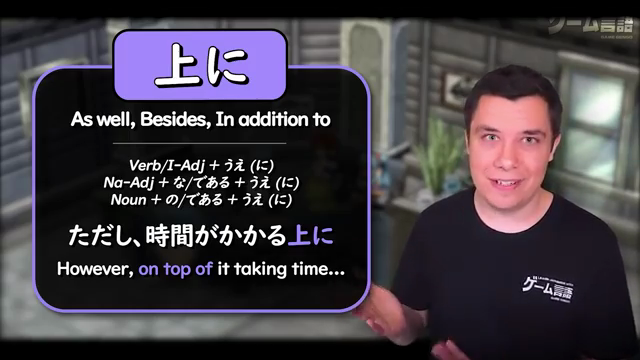 上に
As well, Besides, In addition to
Verb/I-Adj + うえ (に)
Na-Adj + な/である + うえ (に)
Noun + の/である + うえ (に)
ただし、時間がかかる上に
However, on top of it taking time...
ゲーム言語
ゲーム言語